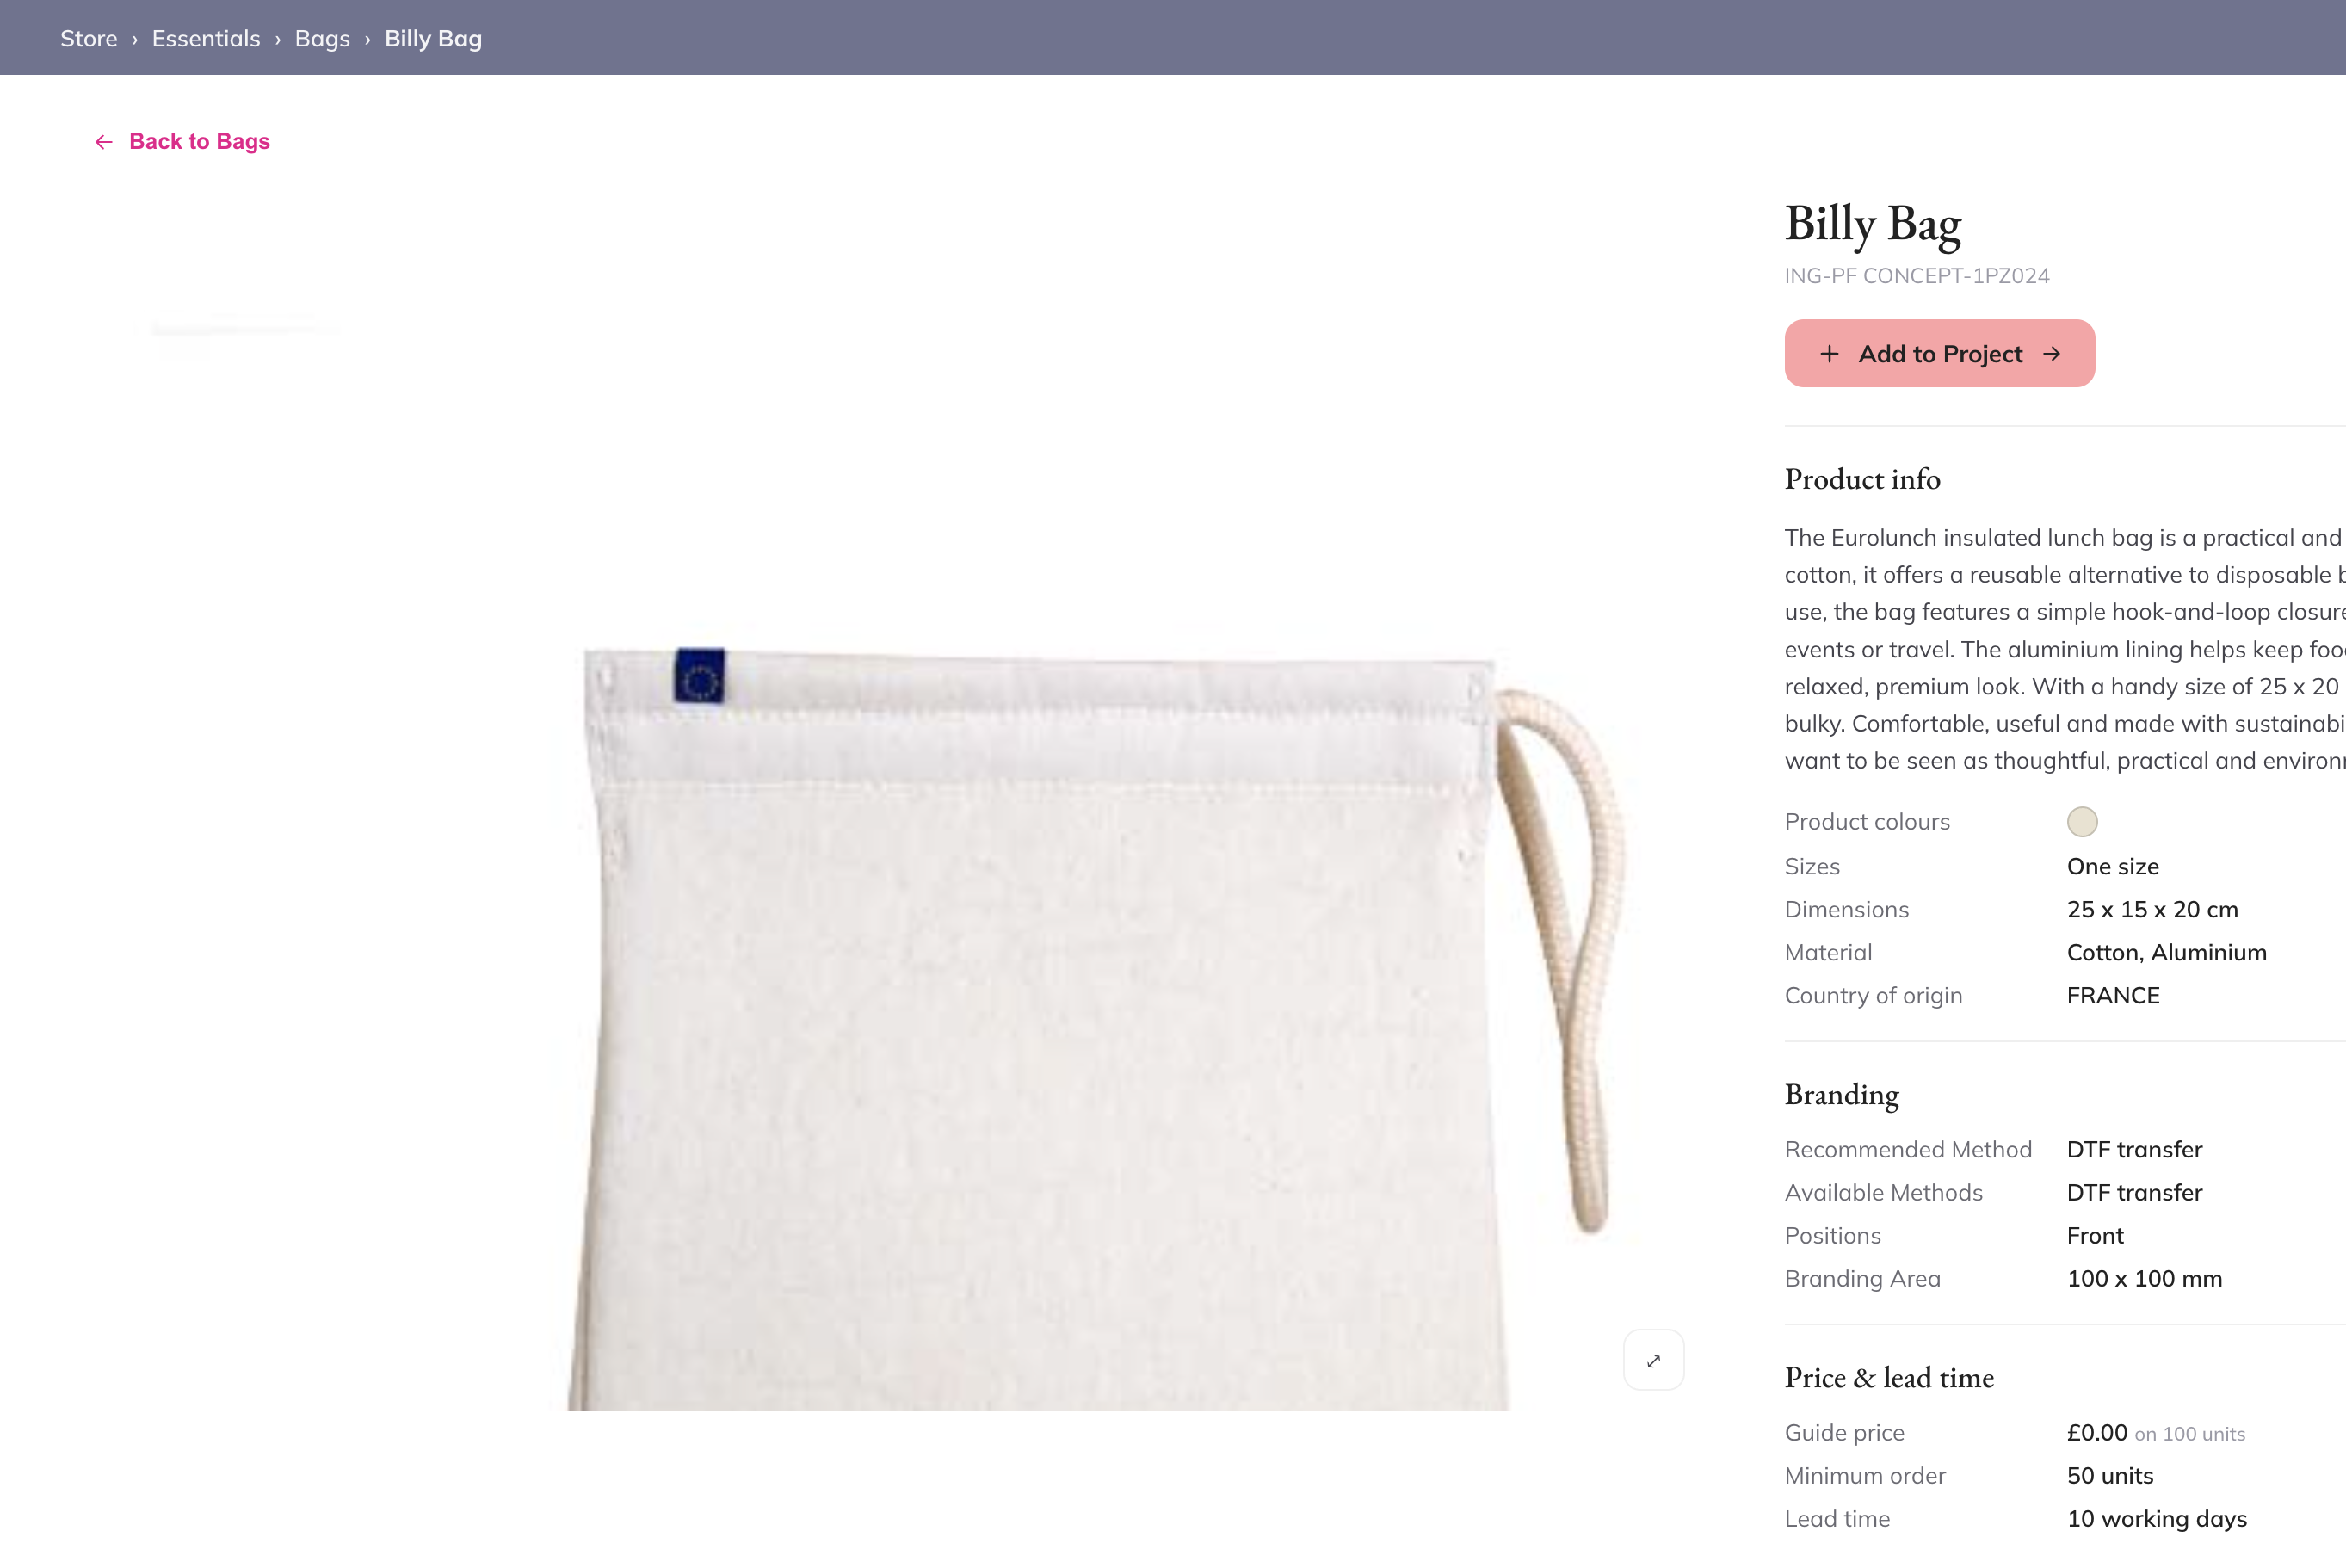 Store › Essentials › Bags › Billy Bag
← Back to Bags
Billy Bag
ING-PF CONCEPT-1PZ024
+ Add to Project →
Product info
The Eurolunch insulated lunch bag is a practical and
cotton, it offers a reusable alternative to disposable
use, the bag features a simple hook-and-loop closure
events or travel. The aluminium lining helps keep
relaxed, premium look. With a handy size of 25 x 20
bulky. Comfortable, useful and made with
want to be seen as thoughtful, practical and
Product colours
Sizes One size
Dimensions 25 x 15 x 20 cm
Material Cotton, Aluminium
Country of origin FRANCE
Branding
Recommended Method DTF transfer
Available Methods DTF transfer
Positions Front
Branding Area 100 x 100 mm
Price & lead time
Guide price £0.00 on 100 units
Minimum order 50 units
Lead time 10 working days